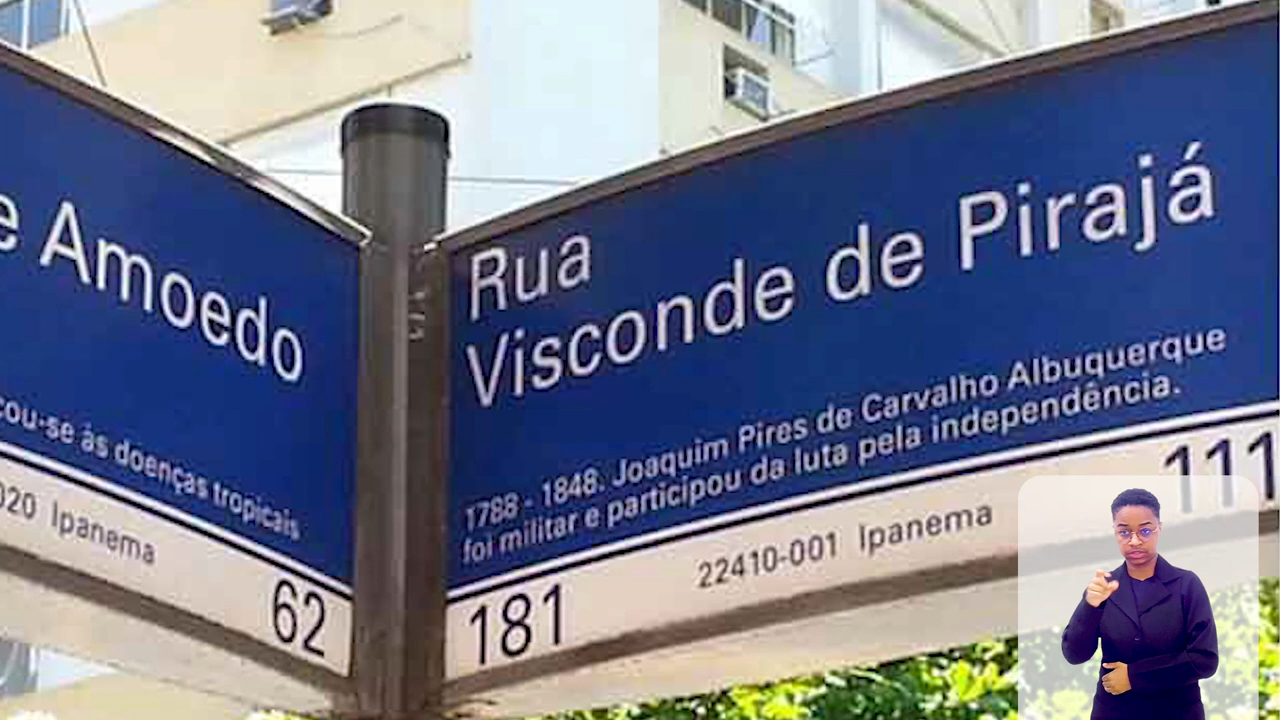 e Amoedo
cou-se às doenças tropicais
020 Ipanema
62
Rua
Visconde de Pirajá
1788 - 1848. Joaquim Pires de Carvalho Albuquerque
foi militar e participou da luta pela independência.
181
22410-001 Ipanema
111